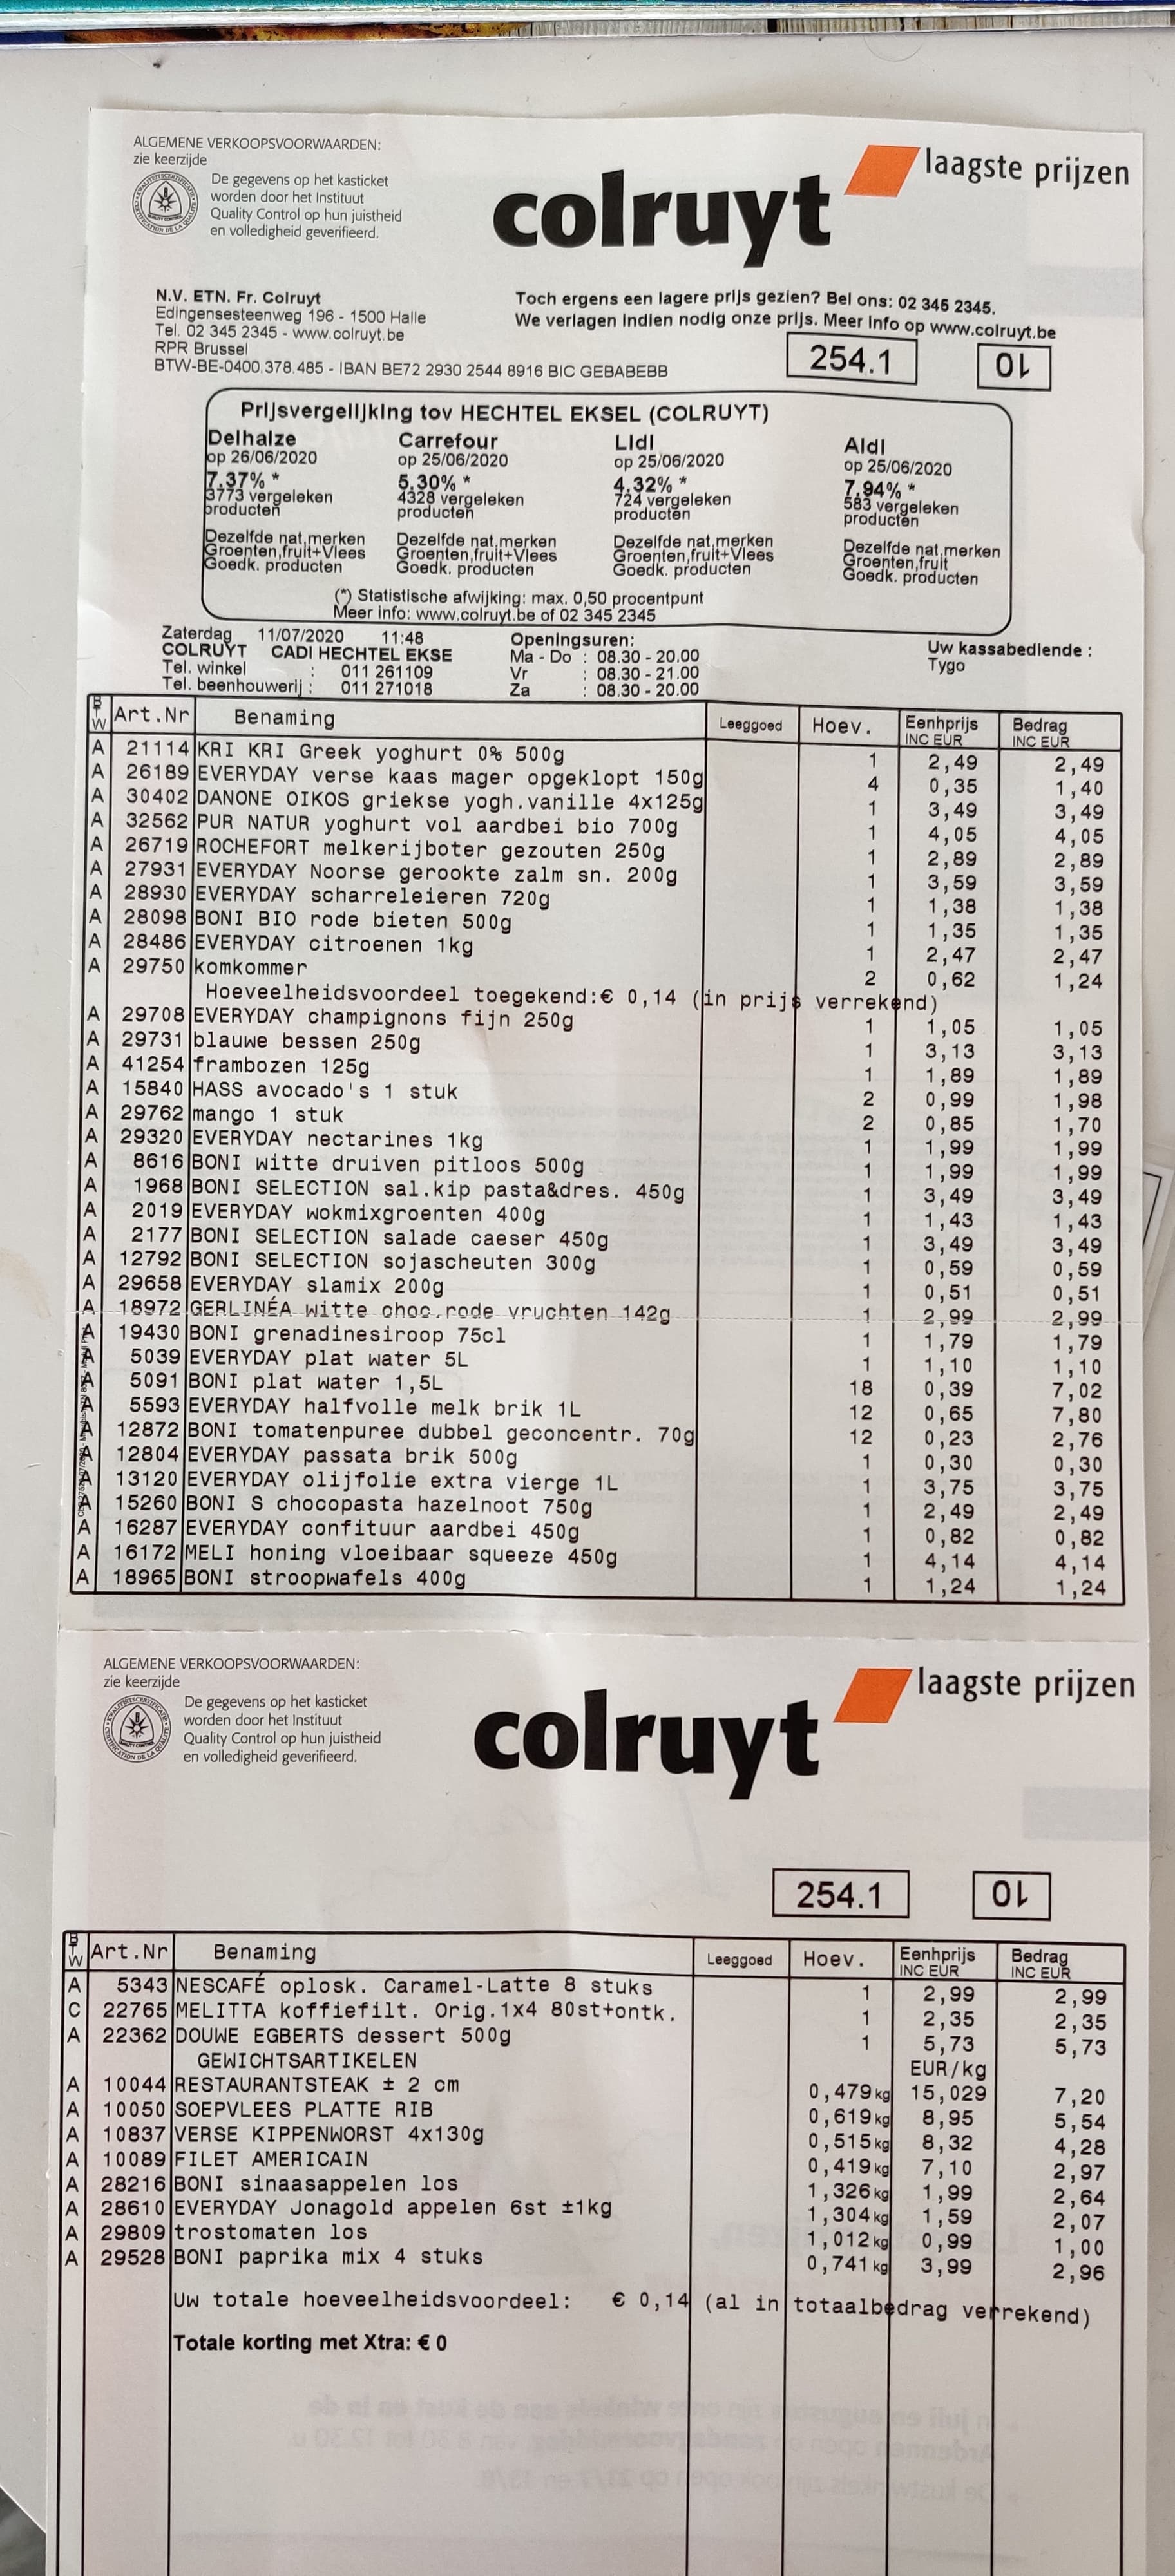 ALGEMENE VERKOOPSVOORWAARDEN:
zie keerzijde
De gegevens op het kasticket
worden door het Instituut
Quality Control op hun juistheid
en volledigheid geverifieerd.
colruyt laagste prijzen
N.V. ETN. Fr. Colruyt
Edingensesteenweg 196 - 1500 Halle
Tel. 02 345 2345 - www.colruyt.be
RPR Brussel
BTW-BE-0400.378.485 - IBAN BE72 2930 2544 8916 BIC GEBABEBB
Toch ergens een lagere prijs gezien? Bel ons: 02 345 2345.
We verlagen indien nodig onze prijs. Meer info op www.colruyt.be
254.1 01
Prijsvergelijking tov HECHTEL EKSEL (COLRUYT)
Delhaize Carrefour Lidl Aldi
op 26/06/2020 op 25/06/2020 op 25/06/2020 op 25/06/2020
7.37% * 5.30% * 4.32% * 7.94% *
3773 vergeleken 4328 vergeleken 724 vergeleken 583 vergeleken
producten producten producten producten
Dezelfde nat.merken Dezelfde nat.merken Dezelfde nat.merken Dezelfde nat.merken
Groenten,fruit+Vlees Groenten,fruit+Vlees Groenten,fruit+Vlees Groenten,fruit
Goedk. producten Goedk. producten Goedk. producten Goedk. producten
(*) Statistische afwijking: max. 0,50 procentpunt
Meer info: www.colruyt.be of 02 345 2345
Zaterdag 11/07/2020 11:48 Openingsuren: Uw kassabediende :
COLRUYT CADI HECHTEL EKSE Ma - Do : 08.30 - 20.00 Tygo
Tel. winkel : 011 261109 Vr : 08.30 - 21.00
Tel. beenhouwerij : 011 271018 Za : 08.30 - 20.00
BTW Art.Nr Benaming Leeggoed Hoev. Eenhprijs INC EUR Bedrag INC EUR
A 21114 KRI KRI Greek yoghurt 0% 500g 1 2,49 2,49
A 26189 EVERYDAY verse kaas mager opgeklopt 150g 4 0,35 1,40
A 30402 DANONE OIKOS griekse yogh.vanille 4x125g 1 3,49 3,49
A 32562 PUR NATUR yoghurt vol aardbei bio 700g 1 4,05 4,05
A 26719 ROCHEFORT melkerijboter gezouten 250g 1 2,89 2,89
A 27931 EVERYDAY Noorse gerookte zalm sn. 200g 1 3,59 3,59
A 28930 EVERYDAY scharreleieren 720g 1 1,38 1,38
A 28098 BONI BIO rode bieten 500g 1 1,35 1,35
A 28486 EVERYDAY citroenen 1kg 1 2,47 2,47
A 29750 komkommer 2 0,62 1,24
Hoeveelheidsvoordeel toegekend:€ 0,14 (in prijs verrekend)
A 29708 EVERYDAY champignons fijn 250g 1 1,05 1,05
A 29731 blauwe bessen 250g 1 3,13 3,13
A 41254 frambozen 125g 1 1,89 1,89
A 15840 HASS avocado's 1 stuk 2 0,99 1,98
A 29762 mango 1 stuk 2 0,85 1,70
A 29320 EVERYDAY nectarines 1kg 1 1,99 1,99
A 8616 BONI witte druiven pitloos 500g 1 1,99 1,99
A 1968 BONI SELECTION sal.kip pasta&dres. 450g 1 3,49 3,49
A 2019 EVERYDAY wokmixgroenten 400g 1 1,43 1,43
A 2177 BONI SELECTION salade caeser 450g 1 3,49 3,49
A 12792 BONI SELECTION sojascheuten 300g 1 0,59 0,59
A 29658 EVERYDAY slamix 200g 1 0,51 0,51
A 18972 GERLINÉA witte choc.rode vruchten 142g 1 2,99 2,99
A 19430 BONI grenadinesiroop 75cl 1 1,79 1,79
A 5039 EVERYDAY plat water 5L 1 1,10 1,10
A 5091 BONI plat water 1,5L 18 0,39 7,02
A 5593 EVERYDAY halfvolle melk brik 1L 12 0,65 7,80
A 12872 BONI tomatenpuree dubbel geconcentr. 70g 12 0,23 2,76
A 12804 EVERYDAY passata brik 500g 1 0,30 0,30
A 13120 EVERYDAY olijfolie extra vierge 1L 1 3,75 3,75
A 15260 BONI S chocopasta hazelnoot 750g 1 2,49 2,49
A 16287 EVERYDAY confituur aardbei 450g 1 0,82 0,82
A 16172 MELI honing vloeibaar squeeze 450g 1 4,14 4,14
A 18965 BONI stroopwafels 400g 1 1,24 1,24
ALGEMENE VERKOOPSVOORWAARDEN:
zie keerzijde
De gegevens op het kasticket
worden door het Instituut
Quality Control op hun juistheid
en volledigheid geverifieerd.
colruyt laagste prijzen
254.1 01
BTW Art.Nr Benaming Leeggoed Hoev. Eenhprijs INC EUR Bedrag INC EUR
A 5343 NESCAFÉ oplosk. Caramel-Latte 8 stuks 1 2,99 2,99
C 22765 MELITTA koffiefilt. Orig.1x4 80st+ontk. 1 2,35 2,35
A 22362 DOUWE EGBERTS dessert 500g 1 5,73 5,73
GEWICHTSARTIKELEN EUR/kg
A 10044 RESTAURANTSTEAK ± 2 cm 0,479 kg 15,029 7,20
A 10050 SOEPVLEES PLATTE RIB 0,619 kg 8,95 5,54
A 10837 VERSE KIPPENWORST 4x130g 0,515 kg 8,32 4,28
A 10089 FILET AMERICAIN 0,419 kg 7,10 2,97
A 28216 BONI sinaasappelen los 1,326 kg 1,99 2,64
A 28610 EVERYDAY Jonagold appelen 6st ±1kg 1,304 kg 1,59 2,07
A 29809 trostomaten los 1,012 kg 0,99 1,00
A 29528 BONI paprika mix 4 stuks 0,741 kg 3,99 2,96
Uw totale hoeveelheidsvoordeel: € 0,14 (al in totaalbedrag verrekend)
Totale korting met Xtra: € 0